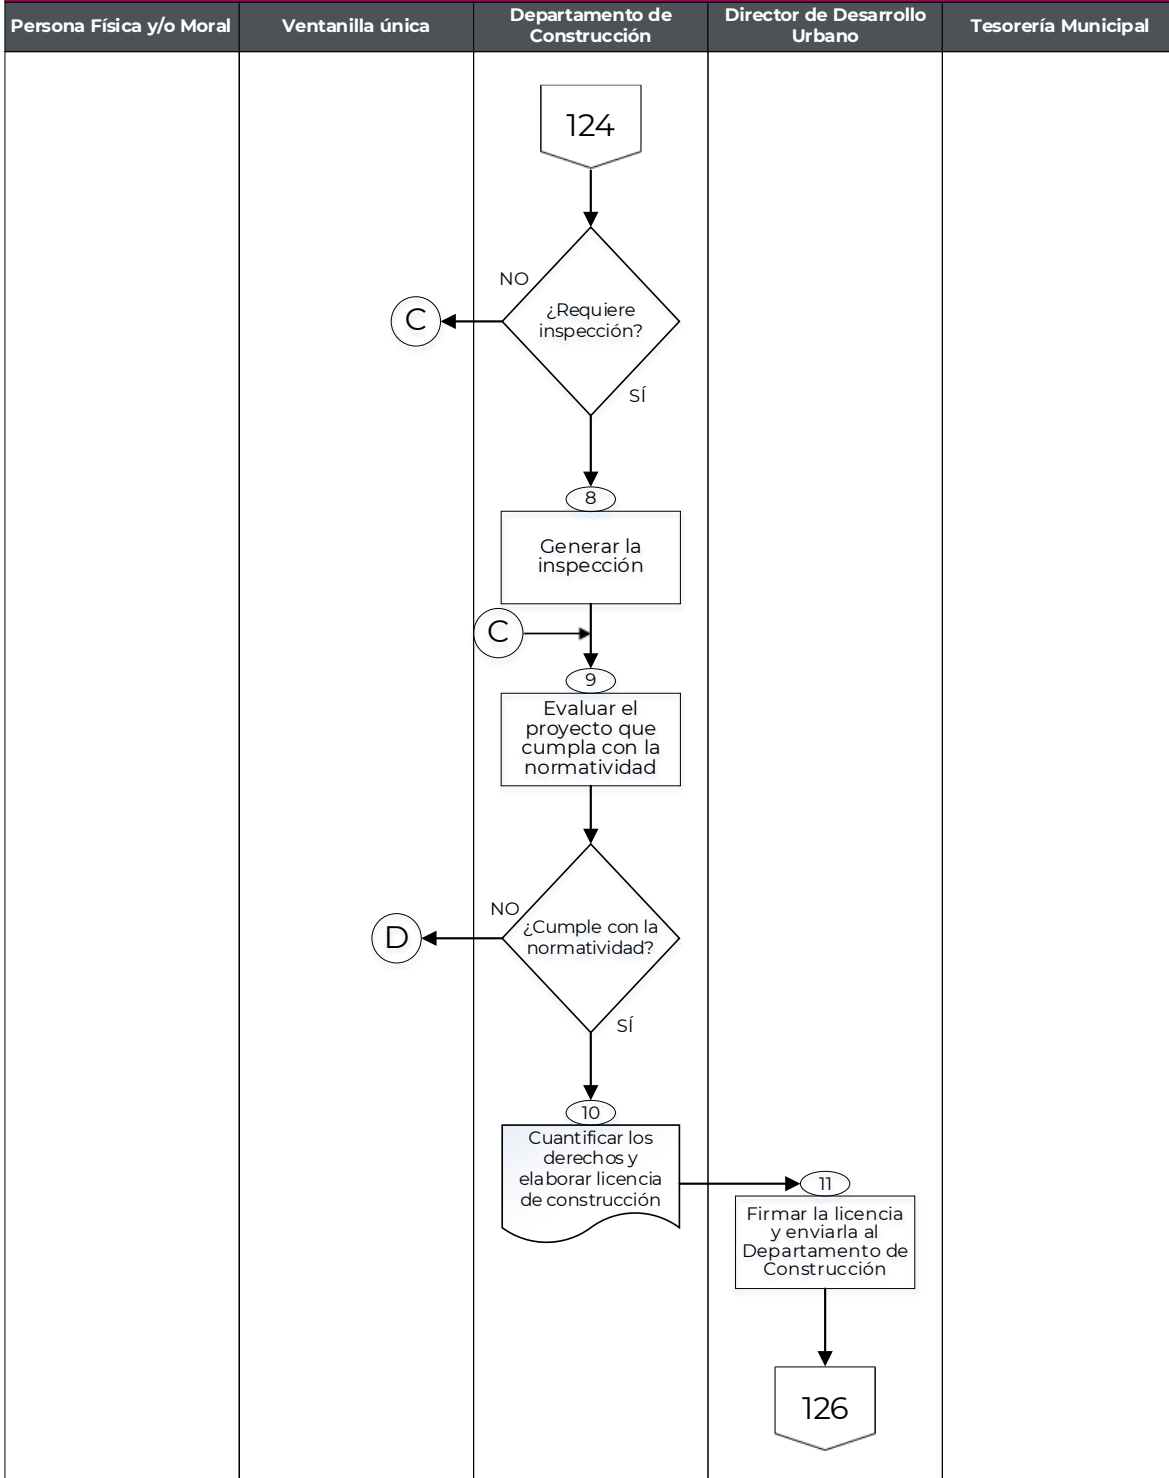 Persona Física y/o Moral
Ventanilla única
Departamento de
Construcción
Director de Desarrollo
Urbano
Tesorería Municipal
124
NO
¿Requiere
inspección?
C
SÍ
8
Generar la
inspección
C
9
Evaluar el
proyecto que
cumpla con la
normatividad
NO
¿Cumple con la
normatividad?
D
SÍ
10
Cuantificar los
derechos y
elaborar licencia
de construcción
11
Firmar la licencia
y enviarla al
Departamento de
Construcción
126